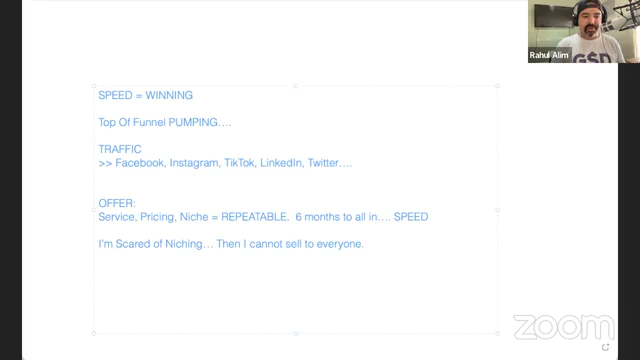 Rahul Alim
G$D
SPEED = WINNING
Top Of Funnel PUMPING….
TRAFFIC
>> Facebook, Instagram, TikTok, LinkedIn, Twitter….
OFFER:
Service, Pricing, Niche = REPEATABLE.  6 months to all in…. SPEED
I'm Scared of Niching… Then I cannot sell to everyone.
zoom